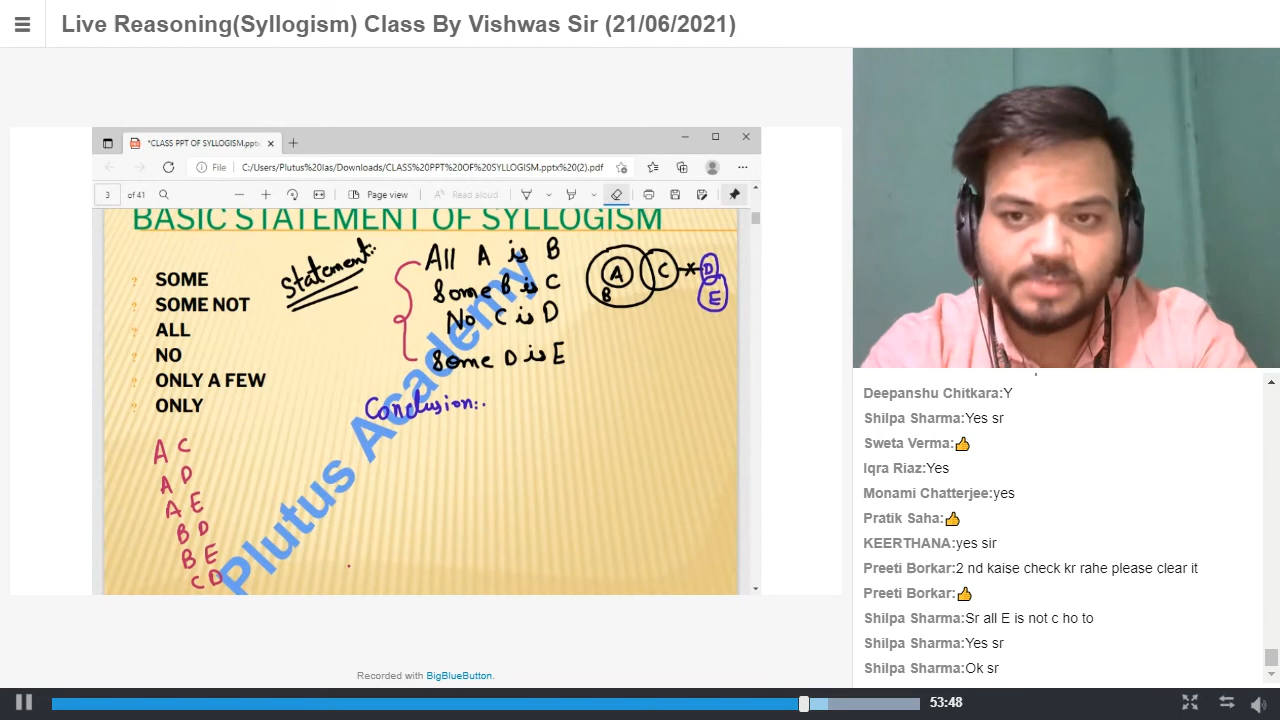 Live Reasoning(Syllogism) Class By Vishwas Sir (21/06/2021)
*CLASS PPT OF SYLLOGISM.pptx
File C:/Users/Plutus%20Ias/Downloads/CLASS%20PPT%20OF%20SYLLOGISM.pptx%20(2).pdf
3 of 41 Page view Read aloud
BASIC STATEMENT OF SYLLOGISM
SOME
SOME NOT
ALL
NO
ONLY A FEW
ONLY
Statement:
All A is B
Some B is C
No C is D
Some D is E
A B C D E
Conclusion:
A C
A D
A E
B D
B E
C D
Plutus Academy
Recorded with BigBlueButton.
Deepanshu Chitkara:Y
Shilpa Sharma:Yes sr
Sweta Verma:👍
Iqra Riaz:Yes
Monami Chatterjee:yes
Pratik Saha:👍
KEERTHANA:yes sir
Preeti Borkar:2 nd kaise check kr rahe please clear it
Preeti Borkar:👍
Shilpa Sharma:Sr all E is not c ho to
Shilpa Sharma:Yes sr
Shilpa Sharma:Ok sr
53:48